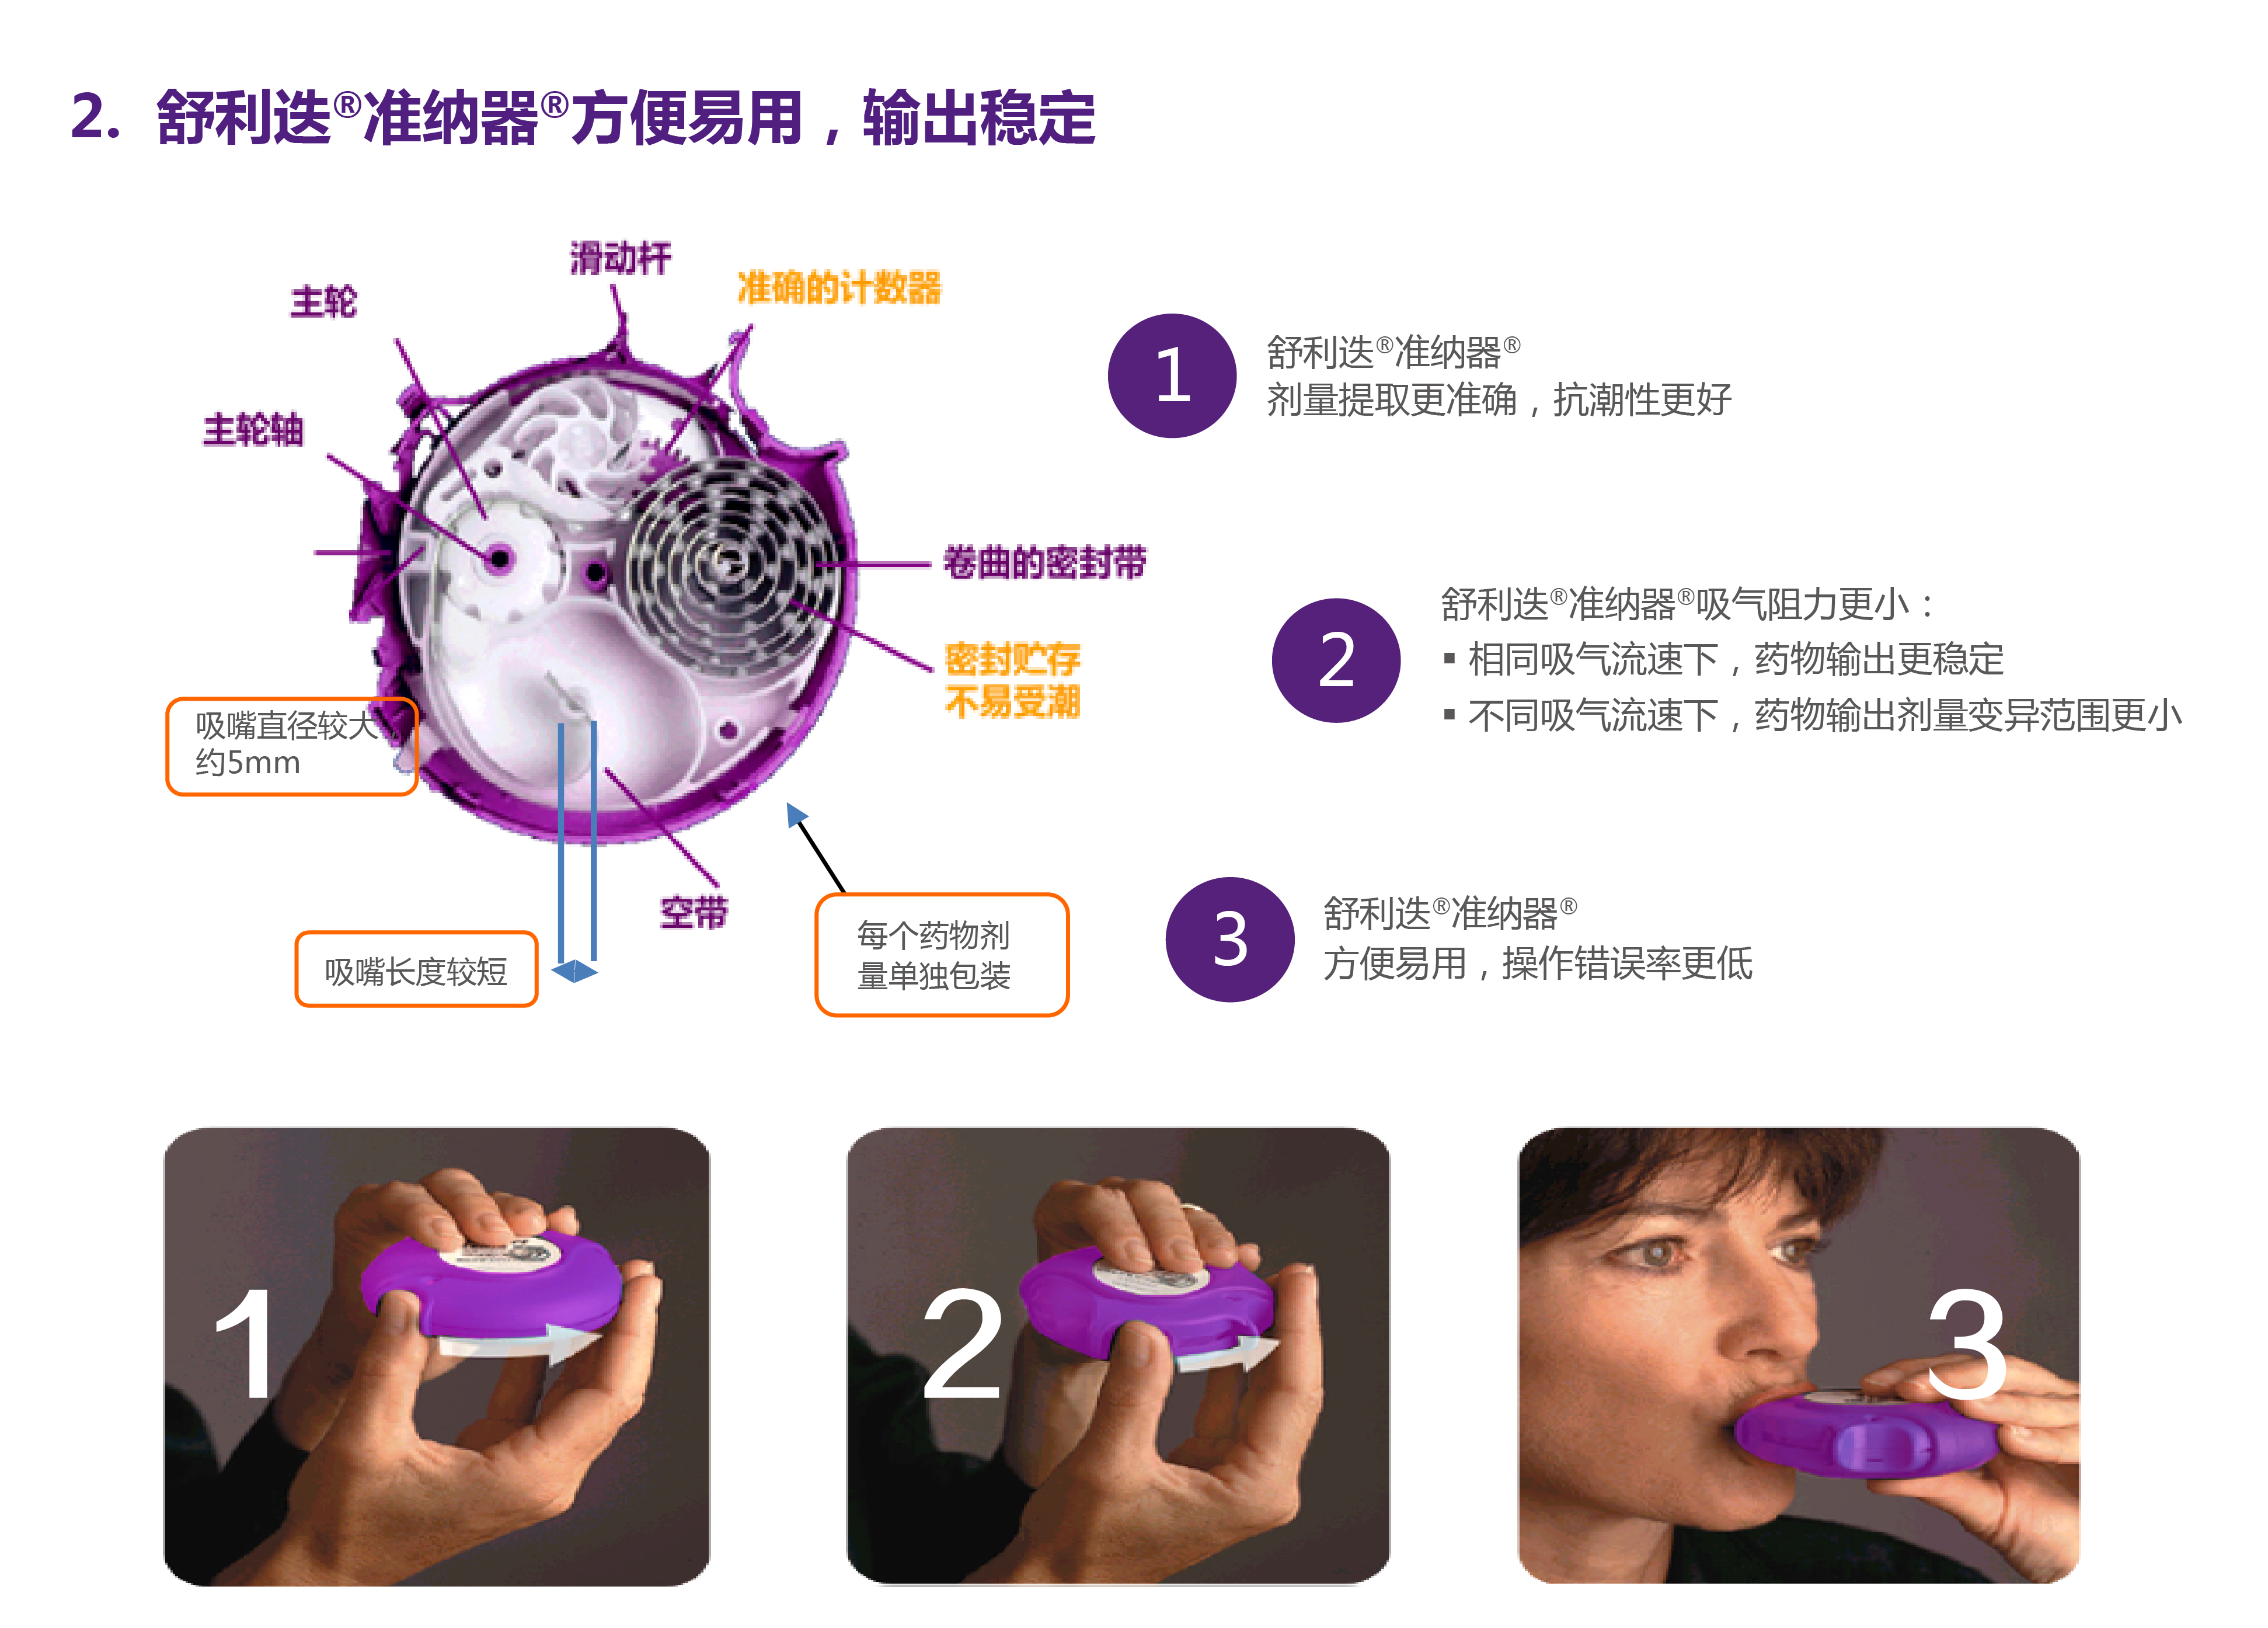 2. 舒利迭®准纳器®方便易用，输出稳定
滑动杆
准确的计数器
主轮
主轮轴
卷曲的密封带
密封贮存
不易受潮
吸嘴直径较大
约5mm
空带
吸嘴长度较短
每个药物剂
量单独包装
1
舒利迭®准纳器®
剂量提取更准确，抗潮性更好
2
舒利迭®准纳器®吸气阻力更小：
▪ 相同吸气流速下，药物输出更稳定
▪ 不同吸气流速下，药物输出剂量变异范围更小
3
舒利迭®准纳器®
方便易用，操作错误率更低
1
2
3